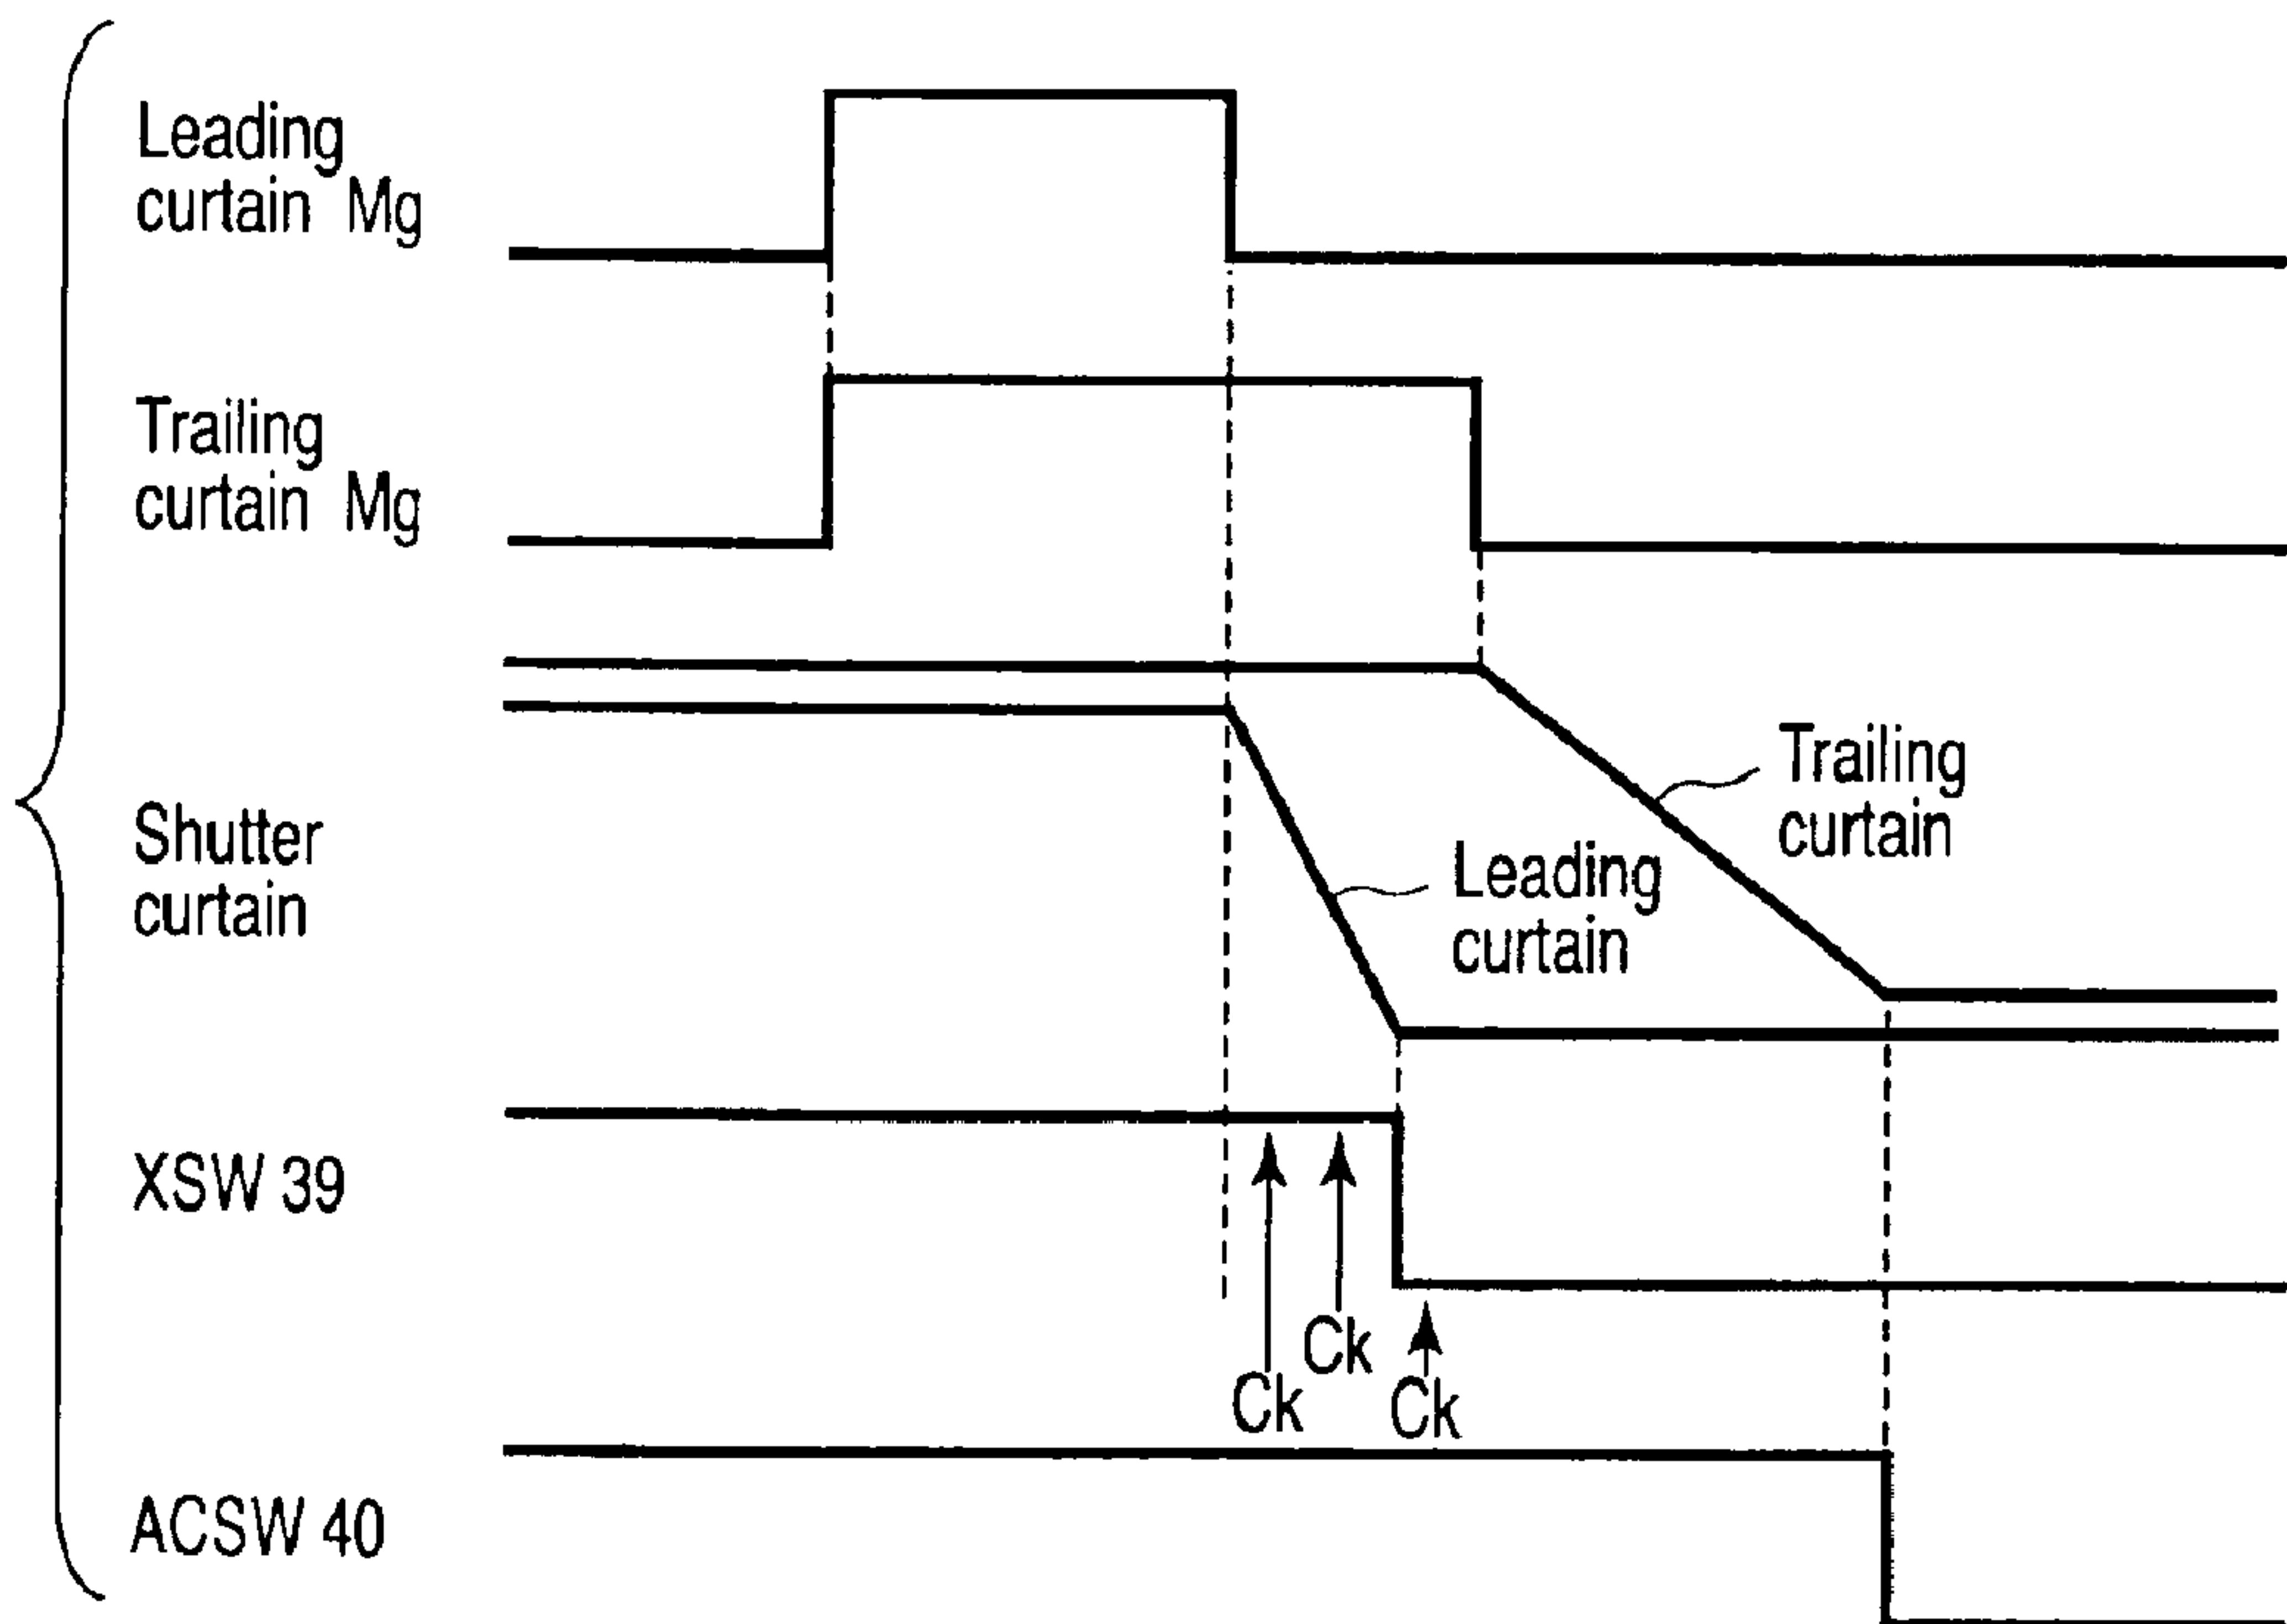 Leading
curtain Mg
Trailing
curtain Mg
Trailing
curtain
Shutter
curtain
Leading
curtain
XSW 39
Ck
Ck
Ck
ACSW 40